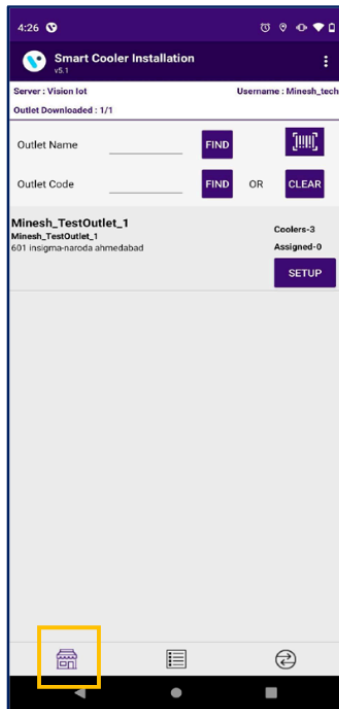 4:26
Smart Cooler Installation
v5.1
Server : Vision Iot
Username : Minesh_tech
Outlet Downloaded : 1/1
Outlet Name
FIND
Outlet Code
FIND
OR
CLEAR
Minesh_TestOutlet_1
Minesh_TestOutlet_1
601 insigma-naroda ahmedabad
Coolers-3
Assigned-0
SETUP